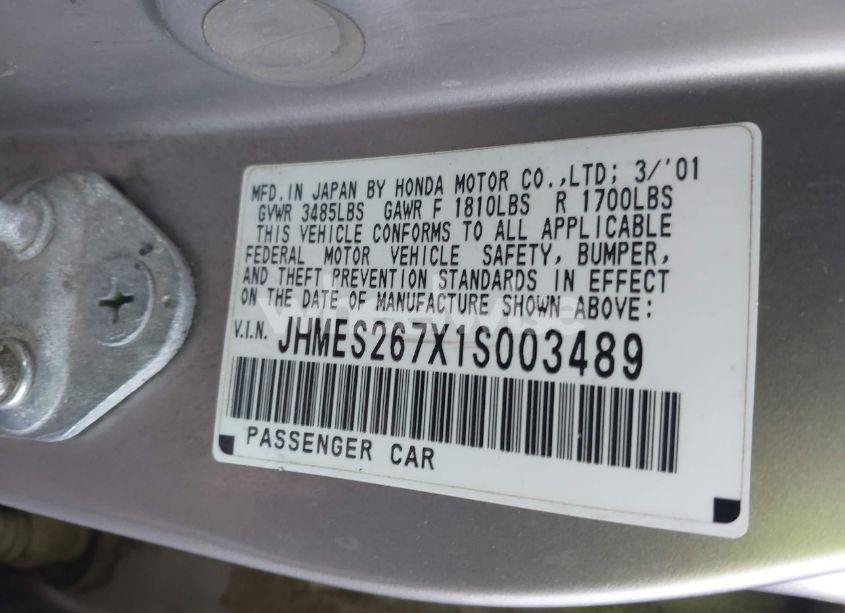 MFD. IN JAPAN BY HONDA MOTOR CO.,LTD; 3/'01
GVWR 3485LBS GAWR F 1810LBS R 1700LBS
THIS VEHICLE CONFORMS TO ALL APPLICABLE
FEDERAL MOTOR VEHICLE SAFETY, BUMPER,
AND THEFT PREVENTION STANDARDS IN EFFECT
ON THE DATE OF MANUFACTURE SHOWN ABOVE:
V.I.N. JHMES267X1S003489
PASSENGER CAR